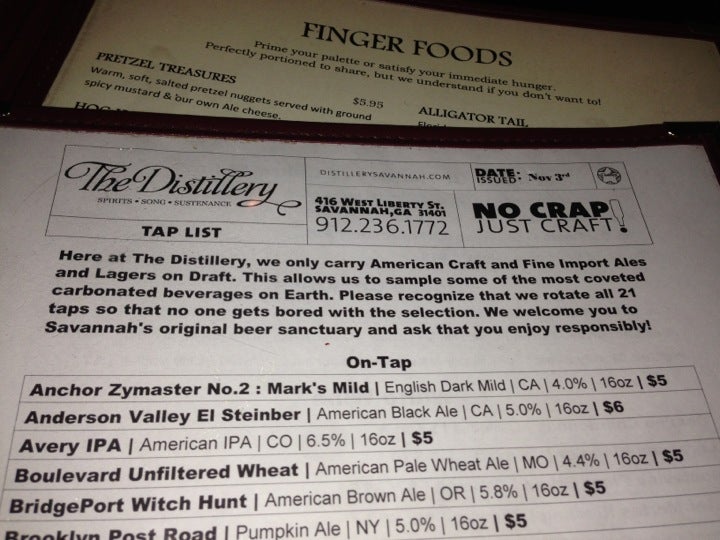 FINGER FOODS
Prime your palette or satisfy your immediate hunger.
Perfectly portioned to share, but we understand if you don't want to!
PRETZEL TREASURES
Warm, soft, salted pretzel nuggets served with ground
spicy mustard & our own Ale cheese.
$5.95
ALLIGATOR TAIL
The Distillery
SPIRITS • SONG • SUSTENANCE
TAP LIST
DISTILLERYSAVANNAH.COM
416 WEST LIBERTY ST.
SAVANNAH, GA 31401
912.236.1772
DATE: Nov 3rd
ISSUED:
NO CRAP!
JUST CRAFT
Here at The Distillery, we only carry American Craft and Fine Import Ales
and Lagers on Draft. This allows us to sample some of the most coveted
carbonated beverages on Earth. Please recognize that we rotate all 21
taps so that no one gets bored with the selection. We welcome you to
Savannah's original beer sanctuary and ask that you enjoy responsibly!
On-Tap
Anchor Zymaster No.2 : Mark's Mild | English Dark Mild | CA | 4.0% | 16oz | $5
Anderson Valley El Steinber | American Black Ale | CA | 5.0% | 16oz | $6
Avery IPA | American IPA | CO | 6.5% | 16oz | $5
Boulevard Unfiltered Wheat | American Pale Wheat Ale | MO | 4.4% | 16oz | $5
BridgePort Witch Hunt | American Brown Ale | OR | 5.8% | 16oz | $5
Brooklyn Post Road | Pumpkin Ale | NY | 5.0% | 16oz | $5